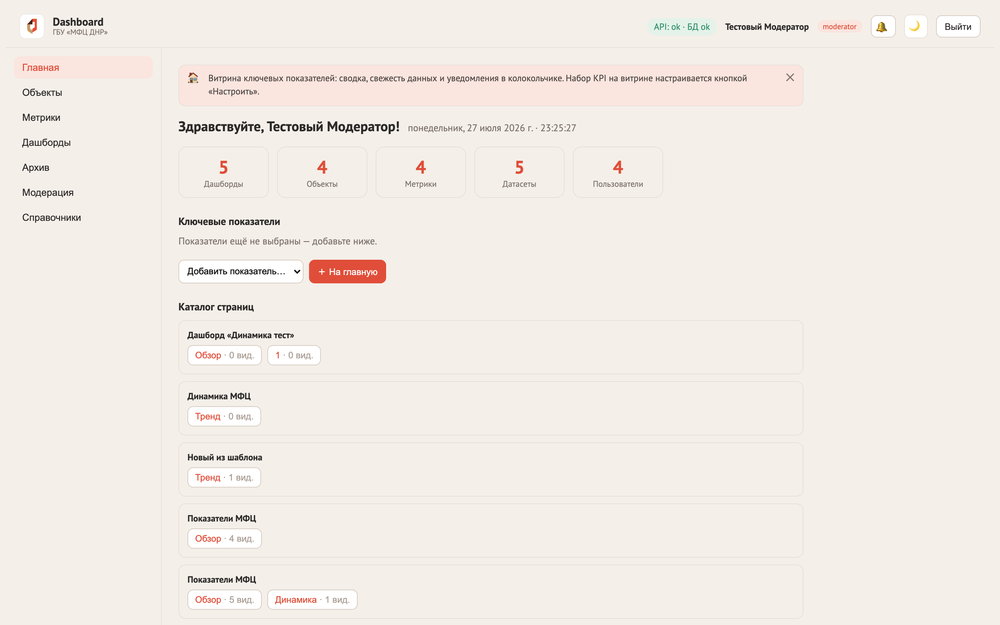 Dashboard
ГБУ «МФЦ ДНР»
API: ok · БД ok
Тестовый Модератор
moderator
Выйти
Главная
Объекты
Метрики
Дашборды
Архив
Модерация
Справочники
Витрина ключевых показателей: сводка, свежесть данных и уведомления в колокольчике. Набор KPI на витрине настраивается кнопкой
«Настроить».
Здравствуйте, Тестовый Модератор! понедельник, 27 июля 2026 г. · 23:25:27
5
Дашборды
4
Объекты
4
Метрики
5
Датасеты
4
Пользователи
Ключевые показатели
Показатели ещё не выбраны — добавьте ниже.
Добавить показатель...
+ На главную
Каталог страниц
Дашборд «Динамика тест»
Обзор · 0 вид.
1 · 0 вид.
Динамика МФЦ
Тренд · 0 вид.
Новый из шаблона
Тренд · 1 вид.
Показатели МФЦ
Обзор · 4 вид.
Показатели МФЦ
Обзор · 5 вид.
Динамика · 1 вид.